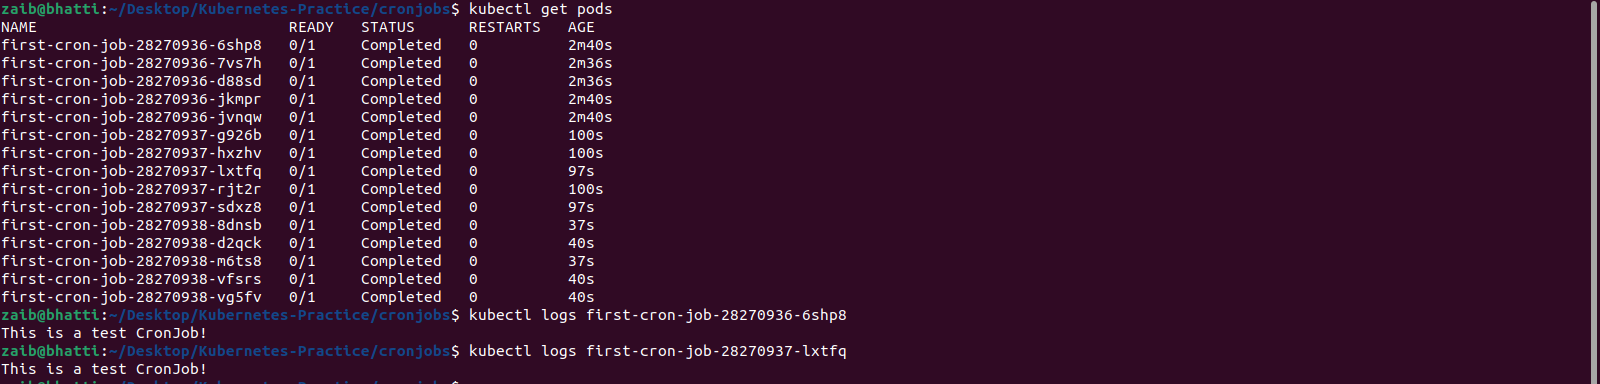 zaib@bhatti:~/Desktop/Kubernetes-Practice/cronjobs$ kubectl get pods
NAME                            READY   STATUS      RESTARTS   AGE
first-cron-job-28270936-6shp8   0/1     Completed   0          2m40s
first-cron-job-28270936-7vs7h   0/1     Completed   0          2m36s
first-cron-job-28270936-d88sd   0/1     Completed   0          2m36s
first-cron-job-28270936-jkmpr   0/1     Completed   0          2m40s
first-cron-job-28270936-jvnqw   0/1     Completed   0          2m40s
first-cron-job-28270937-g926b   0/1     Completed   0          100s
first-cron-job-28270937-hxzhv   0/1     Completed   0          100s
first-cron-job-28270937-lxtfq   0/1     Completed   0          97s
first-cron-job-28270937-rjt2r   0/1     Completed   0          100s
first-cron-job-28270937-sdxz8   0/1     Completed   0          97s
first-cron-job-28270938-8dnsb   0/1     Completed   0          37s
first-cron-job-28270938-d2qck   0/1     Completed   0          40s
first-cron-job-28270938-m6ts8   0/1     Completed   0          37s
first-cron-job-28270938-vfsrs   0/1     Completed   0          40s
first-cron-job-28270938-vg5fv   0/1     Completed   0          40s
zaib@bhatti:~/Desktop/Kubernetes-Practice/cronjobs$ kubectl logs first-cron-job-28270936-6shp8
This is a test CronJob!
zaib@bhatti:~/Desktop/Kubernetes-Practice/cronjobs$ kubectl logs first-cron-job-28270937-lxtfq
This is a test CronJob!